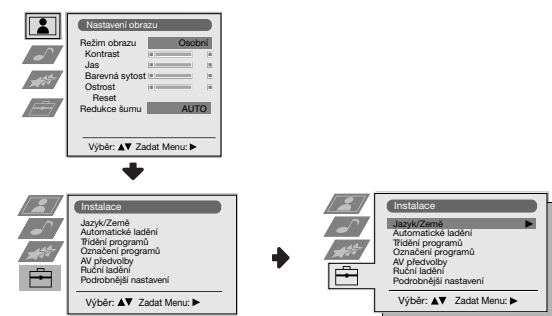 Nastavení obrazu
Režim obrazu Osobní
Kontrast
Jas
Barevná sytost
Ostrost
Reset
Redukce šumu AUTO
Výběr: ▲▼ Zadat Menu: ▶
Instalace
Jazyk/Země
Automatické ladění
Třídění programů
Označení programů
AV předvolby
Ruční ladění
Podrobnější nastavení
Výběr: ▲▼ Zadat Menu: ▶
Instalace
Jazyk/Země ▶
Automatické ladění
Třídění programů
Označení programů
AV předvolby
Ruční ladění
Podrobnější nastavení
Výběr: ▲▼ Zadat Menu: ▶